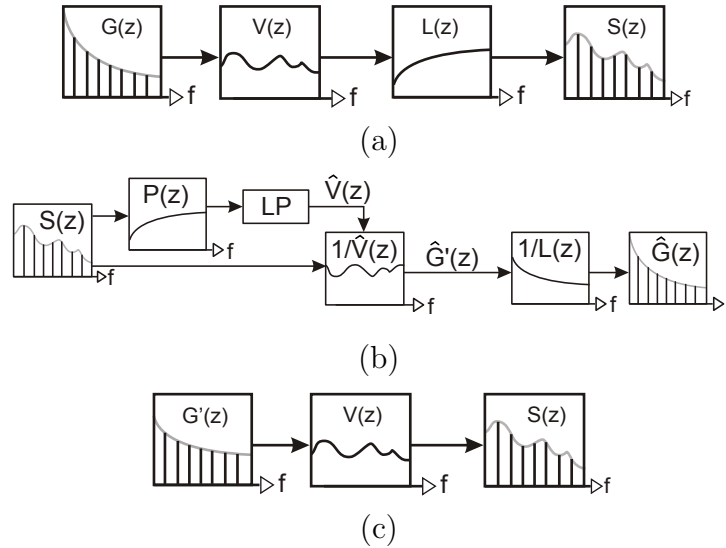 G(z) V(z) L(z) S(z)
f f f f
(a)
S(z) P(z) LP V̂(z)
f f
1/V̂(z) Ĝ'(z) 1/L(z) Ĝ(z)
f f
(b)
G'(z) V(z) S(z)
f f f
(c)